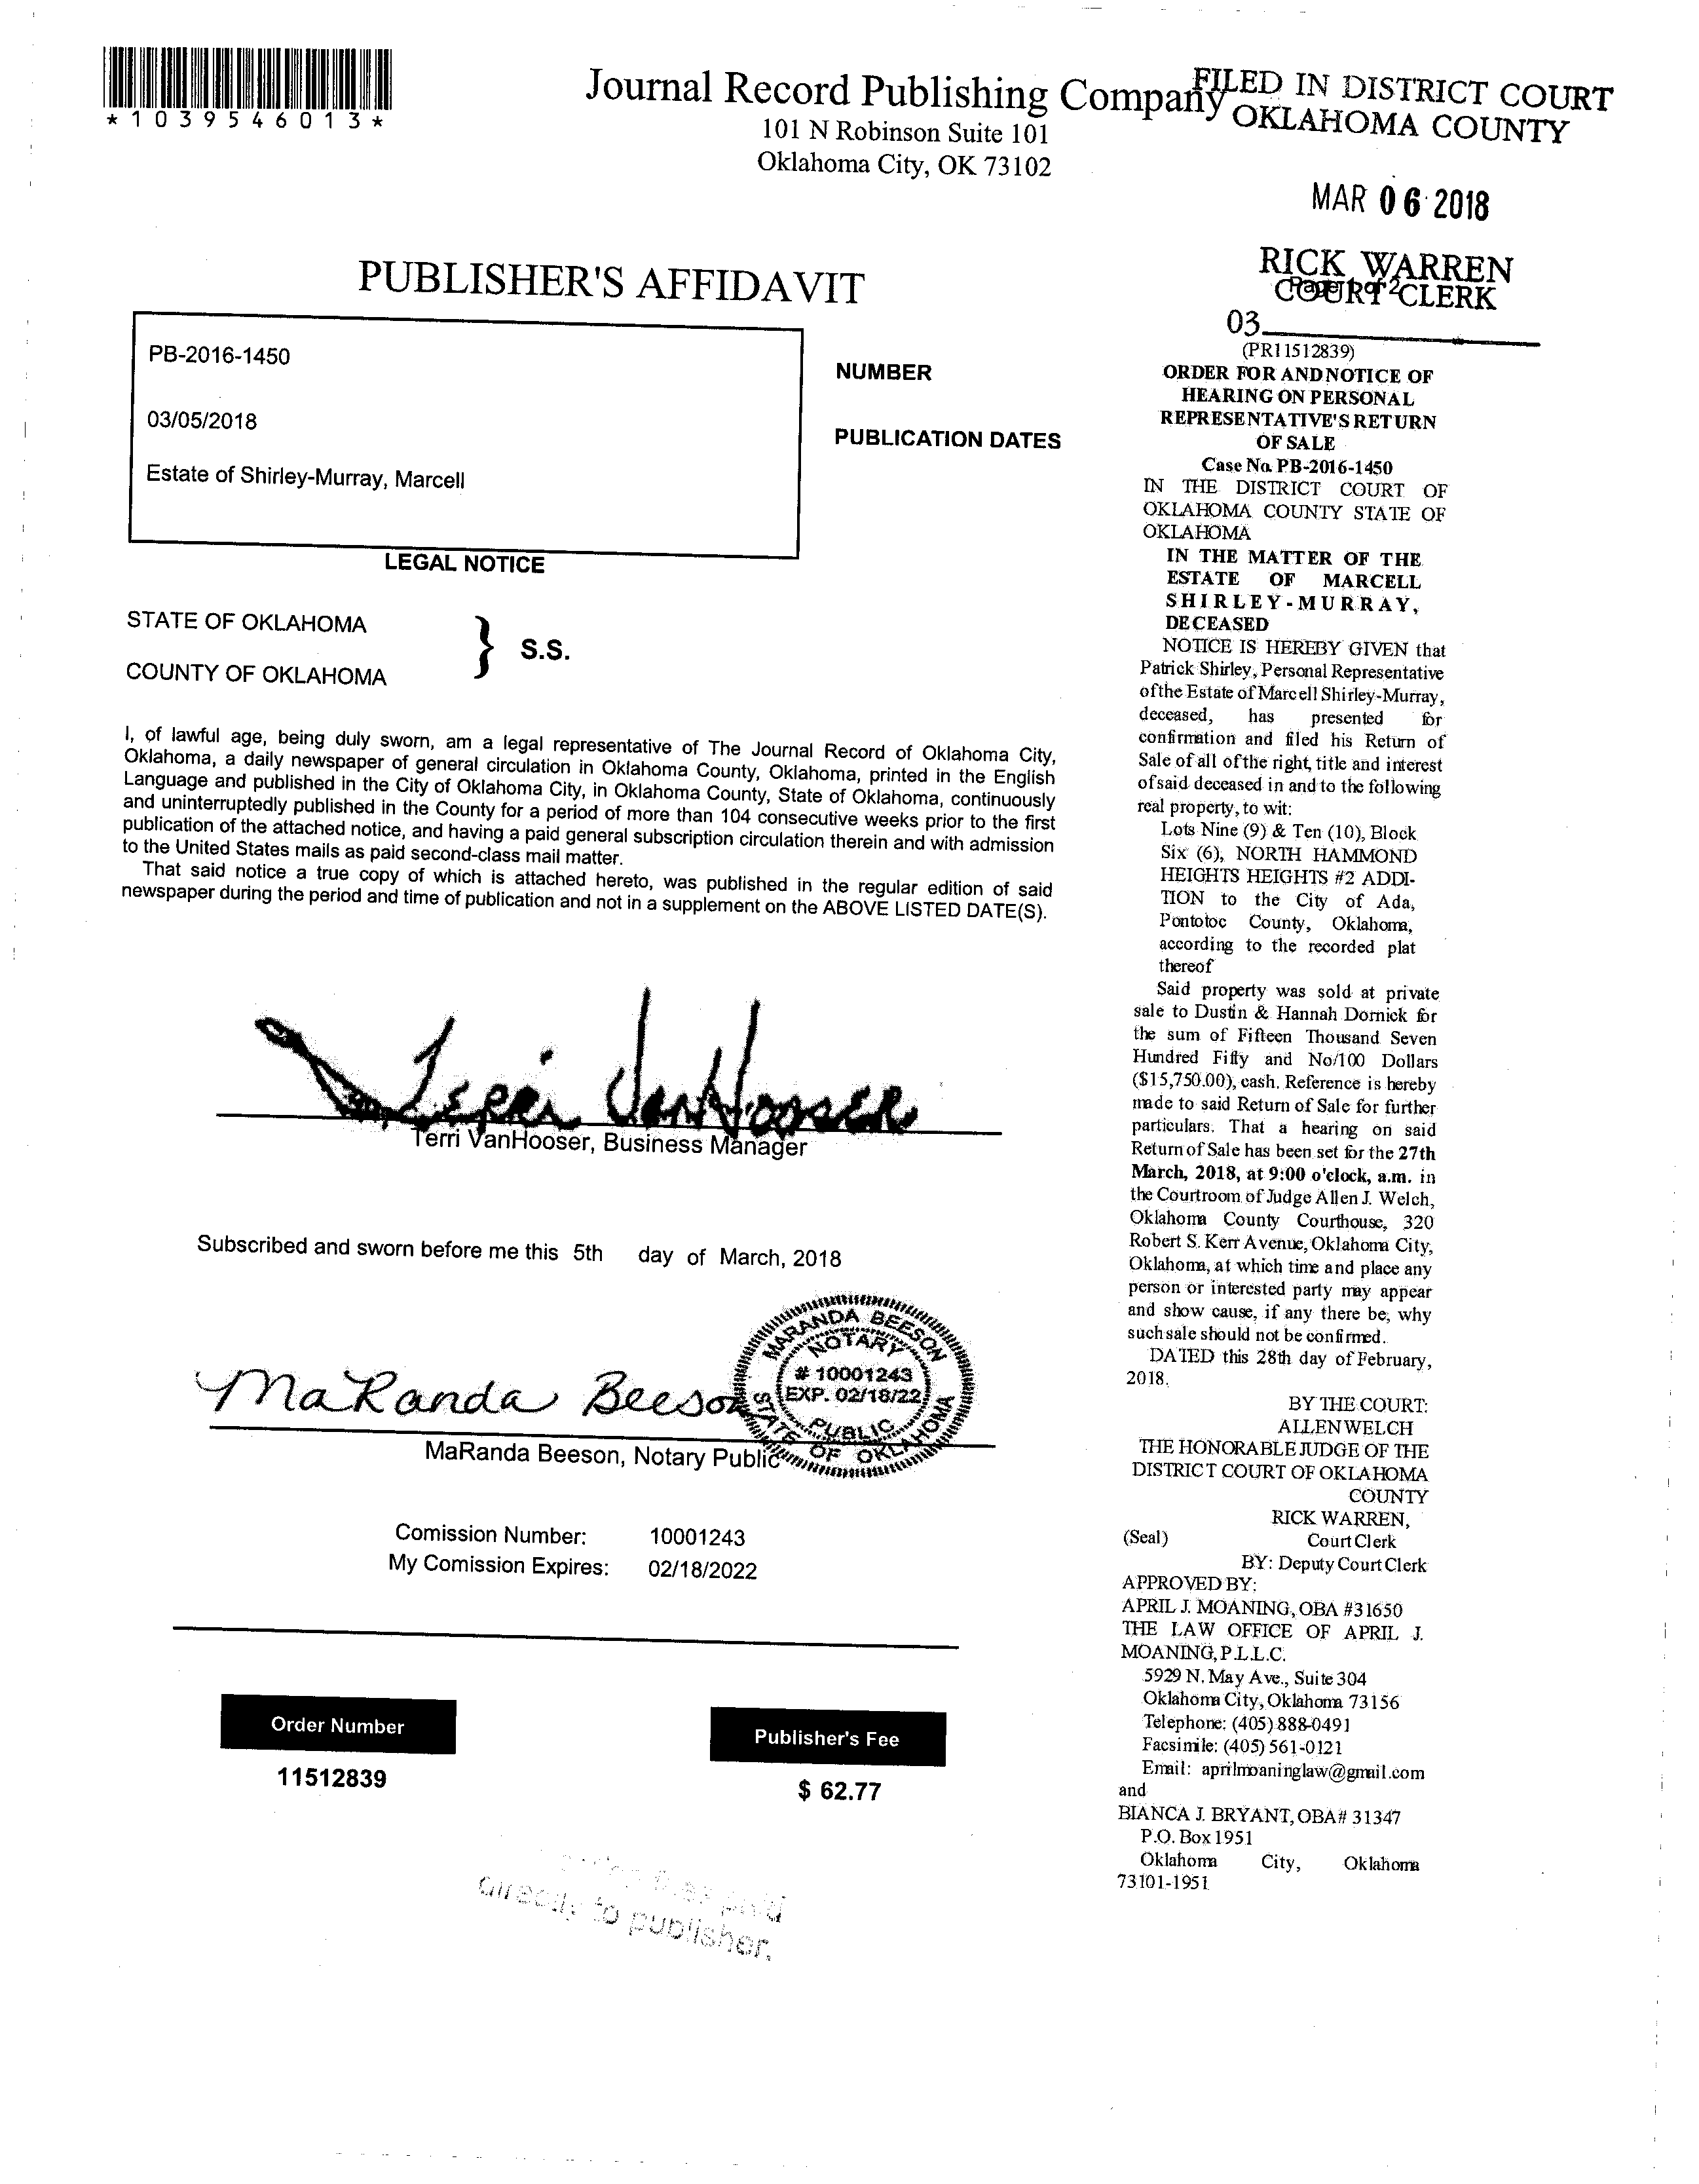 *1039546013*
Journal Record Publishing Company
101 N Robinson Suite 101
Oklahoma City, OK 73102
FILED IN DISTRICT COURT
OKLAHOMA COUNTY
MAR 06 2018
RICK WARREN
COURT CLERK
03
PUBLISHER'S AFFIDAVIT
PB-2016-1450
NUMBER
03/05/2018
PUBLICATION DATES
Estate of Shirley-Murray, Marcell
LEGAL NOTICE
STATE OF OKLAHOMA
} S.S.
COUNTY OF OKLAHOMA
I, of lawful age, being duly sworn, am a legal representative of The Journal Record of Oklahoma City,
Oklahoma, a daily newspaper of general circulation in Oklahoma County, Oklahoma, printed in the English
Language and published in the City of Oklahoma City, in Oklahoma County, State of Oklahoma, continuously
and uninterruptedly published in the County for a period of more than 104 consecutive weeks prior to the first
publication of the attached notice, and having a paid general subscription circulation therein and with admission
to the United States mails as paid second-class mail matter.
That said notice a true copy of which is attached hereto, was published in the regular edition of said
newspaper during the period and time of publication and not in a supplement on the ABOVE LISTED DATE(S).
Terri VanHooser
Terri VanHooser, Business Manager
Subscribed and sworn before me this 5th day of March, 2018
MaRanda Beeson
MARANDA BEESON
NOTARY
# 10001243
EXP. 02/18/22
PUBLIC
STATE OF OKLAHOMA
MaRanda Beeson, Notary Public
Comission Number: 10001243
My Comission Expires: 02/18/2022
Order Number
Publisher's Fee
11512839
$ 62.77
directly to publisher.
(PR11512839)
ORDER FOR AND NOTICE OF
HEARING ON PERSONAL
REPRESENTATIVE'S RETURN
OF SALE
Case No. PB-2016-1450
IN THE DISTRICT COURT OF
OKLAHOMA COUNTY STATE OF
OKLAHOMA
IN THE MATTER OF THE
ESTATE OF MARCELL
SHIRLEY-MURRAY,
DECEASED
NOTICE IS HEREBY GIVEN that
Patrick Shirley, Personal Representative
of the Estate of Marcell Shirley-Murray,
deceased, has presented for
confirmation and filed his Return of
Sale of all of the right, title and interest
of said deceased in and to the following
real property, to wit:
Lots Nine (9) & Ten (10), Block
Six (6), NORTH HAMMOND
HEIGHTS HEIGHTS #2 ADDI-
TION to the City of Ada,
Pontotoc County, Oklahoma,
according to the recorded plat
thereof
Said property was sold at private
sale to Dustin & Hannah Dornick for
the sum of Fifteen Thousand Seven
Hundred Fifty and No/100 Dollars
($15,750.00), cash. Reference is hereby
made to said Return of Sale for further
particulars. That a hearing on said
Return of Sale has been set for the 27th
March, 2018, at 9:00 o'clock, a.m. in
the Courtroom of Judge Allen J. Welch,
Oklahoma County Courthouse, 320
Robert S. Kerr Avenue, Oklahoma City,
Oklahoma, at which time and place any
person or interested party may appear
and show cause, if any there be, why
such sale should not be confirmed.
DATED this 28th day of February,
2018.
BY THE COURT:
ALLEN WELCH
THE HONORABLE JUDGE OF THE
DISTRICT COURT OF OKLAHOMA
COUNTY
RICK WARREN,
(Seal) Court Clerk
BY: Deputy Court Clerk
APPROVED BY:
APRIL J. MOANING, OBA #31650
THE LAW OFFICE OF APRIL J.
MOANING, P.L.L.C.
5929 N. May Ave., Suite 304
Oklahoma City, Oklahoma 73156
Telephone: (405) 888-0491
Facsimile: (405) 561-0121
Email: aprilmoaninglaw@gmail.com
and
BIANCA J. BRYANT, OBA# 31347
P.O. Box 1951
Oklahoma City, Oklahoma
73101-1951